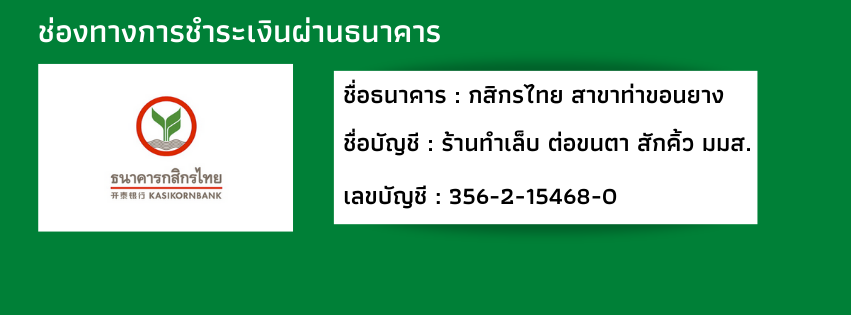 ช่องทางการชำระเงินผ่านธนาคาร
ธนาคารกสิกรไทย
开泰银行 KASIKORNBANK
ชื่อธนาคาร : กสิกรไทย สาขาท่าขอนยาง
ชื่อบัญชี : ร้านทำเล็บ ต่อขนตา สักคิ้ว มมส.
เลขบัญชี : 356-2-15468-0